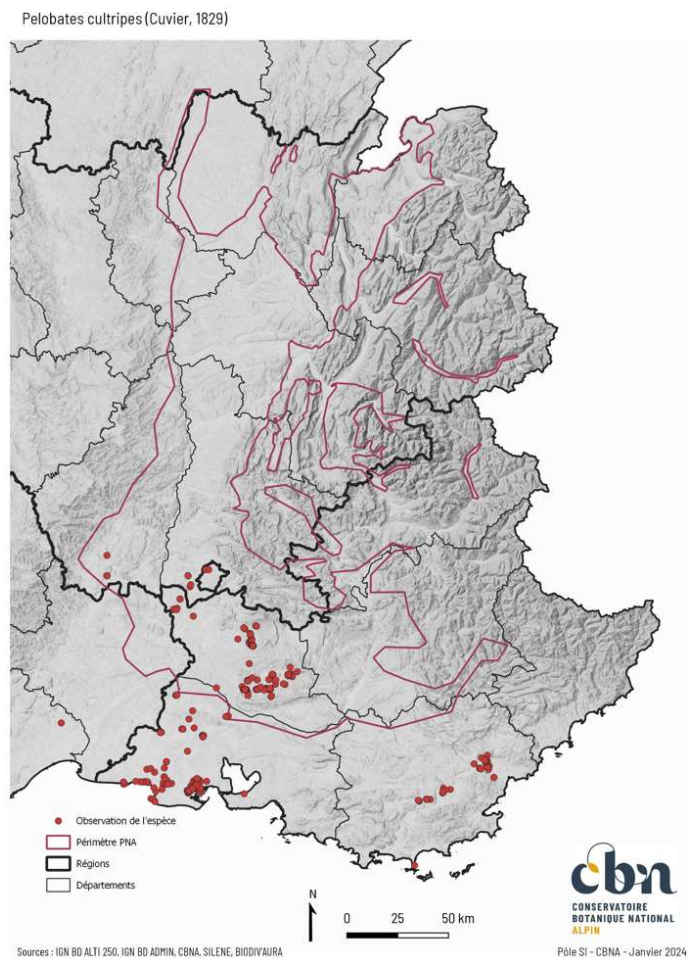 Pelobates cultripes (Cuvier, 1829)
Observation de l'espèce
Périmètre PNA
Régions
Départements
N
0 25 50 km
cbn
CONSERVATOIRE
BOTANIQUE NATIONAL
ALPIN
Sources : IGN BD ALTI 250, IGN BD ADMIN, CBNA, SILENE, BIODIV'AURA
Pôle SI - CBNA - Janvier 2024